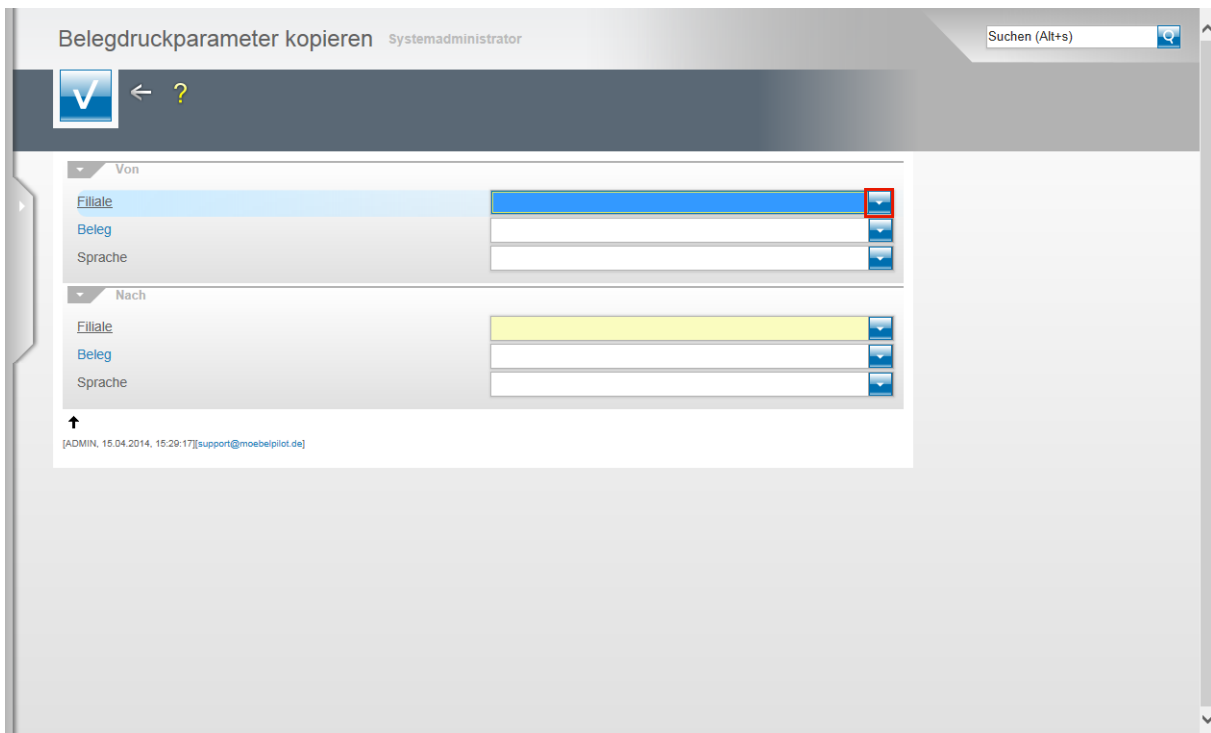 Belegdruckparameter kopieren Systemadministrator
Suchen (Alt+s)
?
Von
Filiale
Beleg
Sprache
Nach
Filiale
Beleg
Sprache
[ADMIN, 15.04.2014, 15:29:17][support@moebelpilot.de]